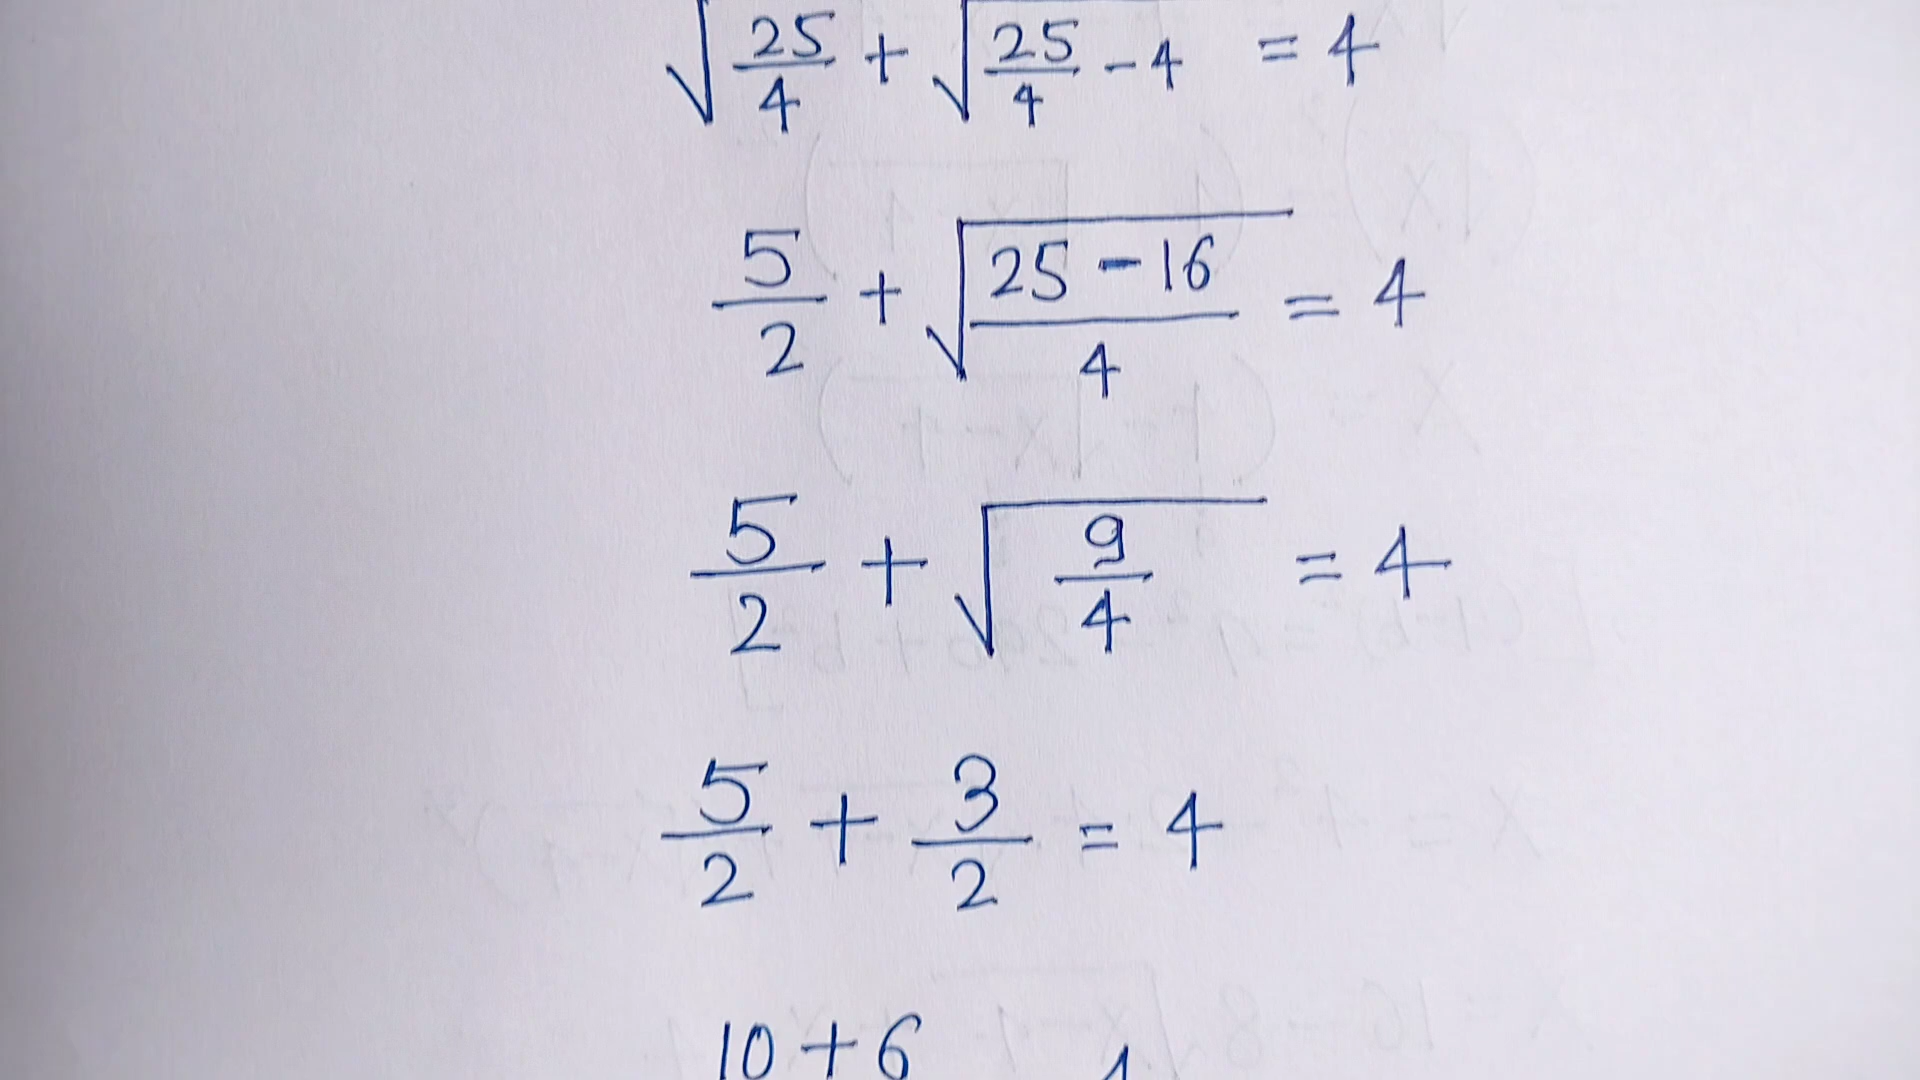 √(25/4) + √(25/4 - 4) = 4
5/2 + √((25 - 16)/4) = 4
5/2 + √(9/4) = 4
5/2 + 3/2 = 4
10 + 6